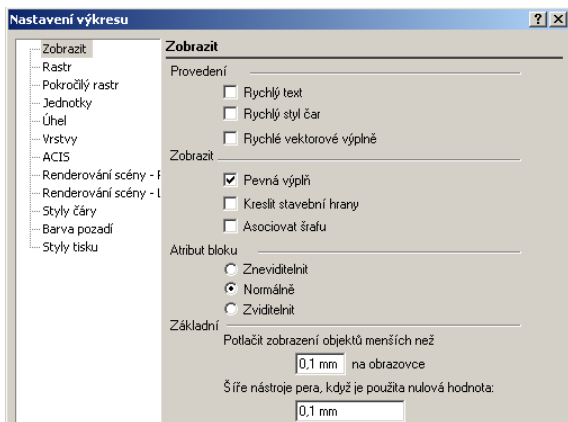 Nastavení výkresu
Zobrazit
Rastr
Pokročilý rastr
Jednotky
Úhel
Vrstvy
ACIS
Renderování scény -
Renderování scény -
Styly čáry
Barva pozadí
Styly tisku
Zobrazit
Provedení
Rychlý text
Rychlý styl čar
Rychlé vektorové výplně
Zobrazit
Pevná výplň
Kreslit stavební hrany
Asociovat šrafu
Atribut bloku
Zneviditelnit
Normálně
Zviditelnit
Základní
Potlačit zobrazení objektů menších než
0,1 mm na obrazovce
Šíře nástroje pera, když je použita nulová hodnota:
0,1 mm